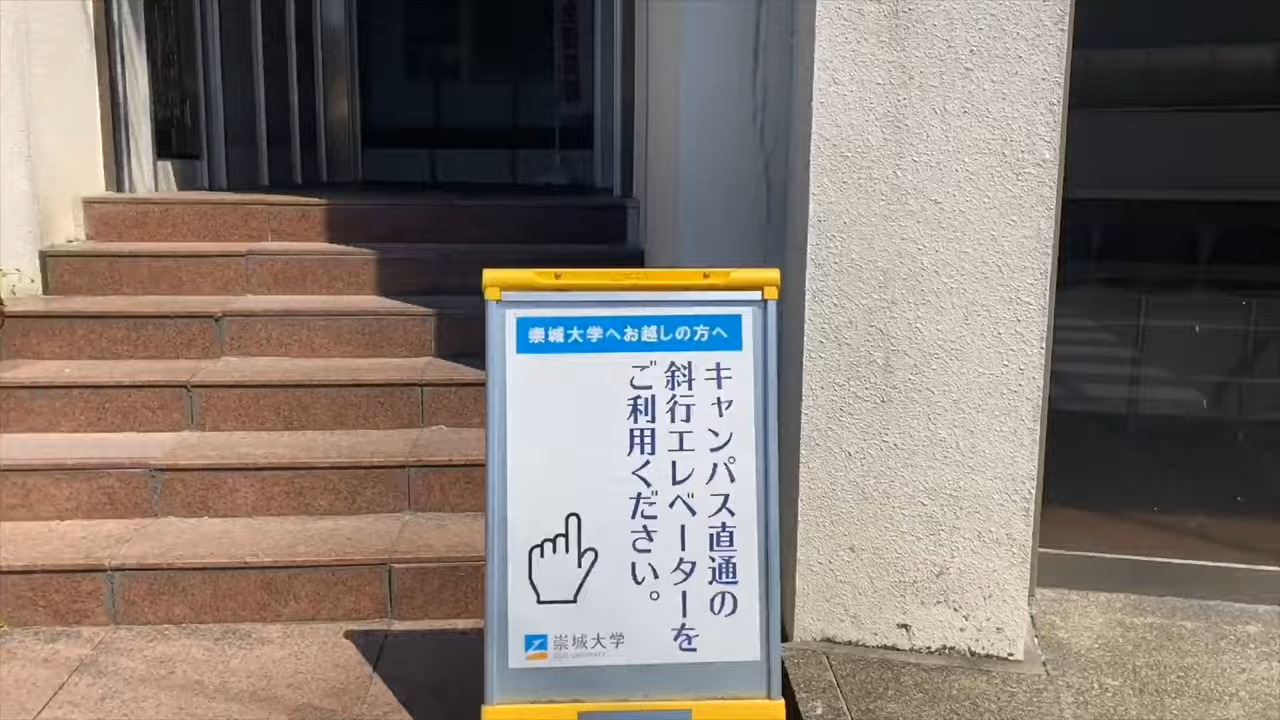 崇城大学へお越しの方へ
キャンパス直通の
斜行エレベーターを
ご利用ください。
崇城大学